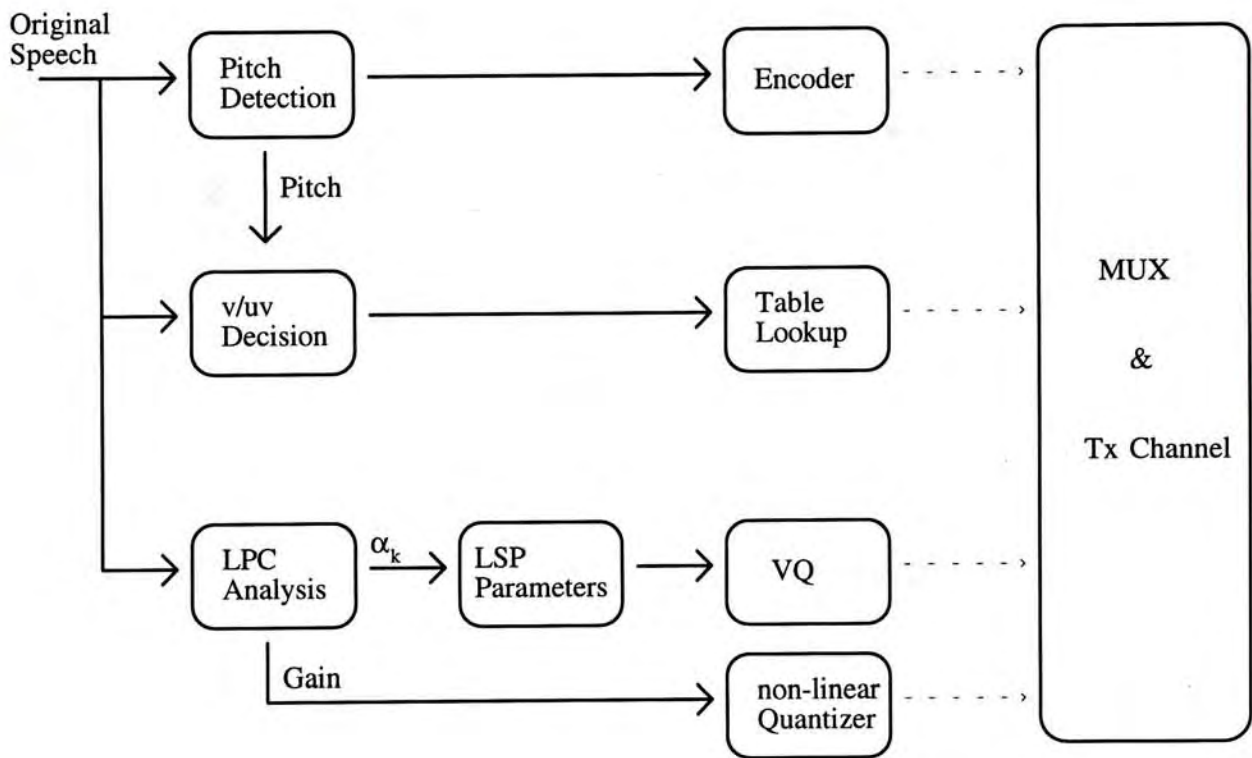 Original
Speech
Pitch
Detection
Encoder
Pitch
v/uv
Decision
Table
Lookup
MUX
&
Tx Channel
LPC
Analysis
αk
LSP
Parameters
VQ
Gain
non-linear
Quantizer